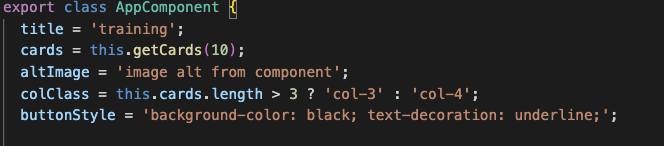 export class AppComponent {
title = 'training';
cards = this.getCards(10);
altImage = 'image alt from component';
colClass = this.cards.length > 3 ? 'col-3' : 'col-4';
buttonStyle = 'background-color: black; text-decoration: underline;';